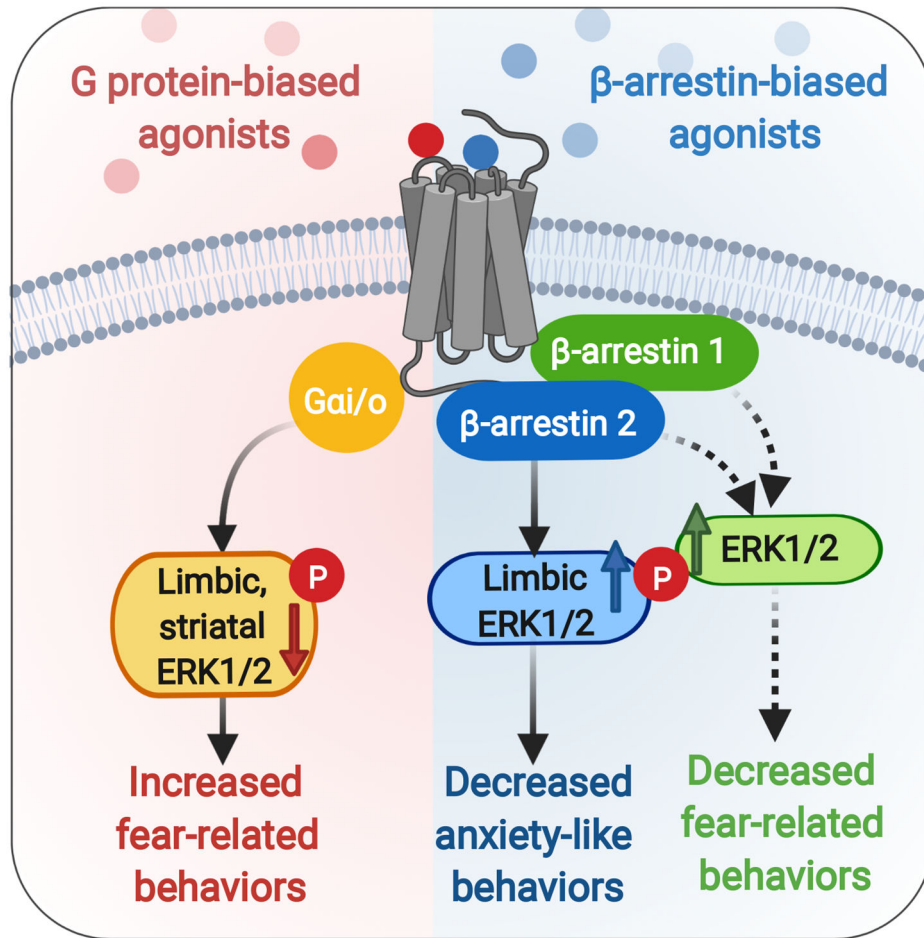 G protein-biased
agonists
β-arrestin-biased
agonists
β-arrestin 1
Gαi/o
β-arrestin 2
P
Limbic,
striatal
ERK1/2
Limbic
ERK1/2
P
ERK1/2
Increased
fear-related
behaviors
Decreased
anxiety-like
behaviors
Decreased
fear-related
behaviors